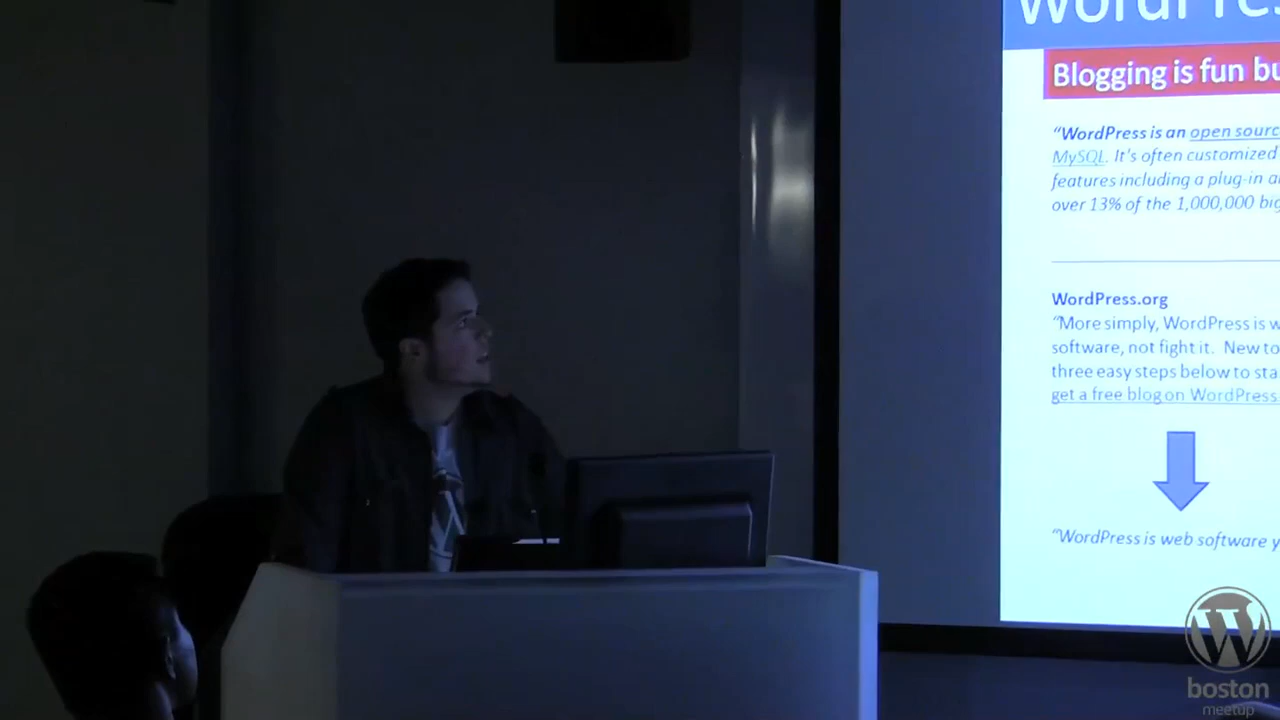 WordPres
Blogging is fun bu
“WordPress is an open sourc
MySQL. It's often customized
features including a plug-in a
over 13% of the 1,000,000 big
WordPress.org
“More simply, WordPress is w
software, not fight it. New to
three easy steps below to sta
get a free blog on WordPress.
“WordPress is web software y
W
boston
meetup